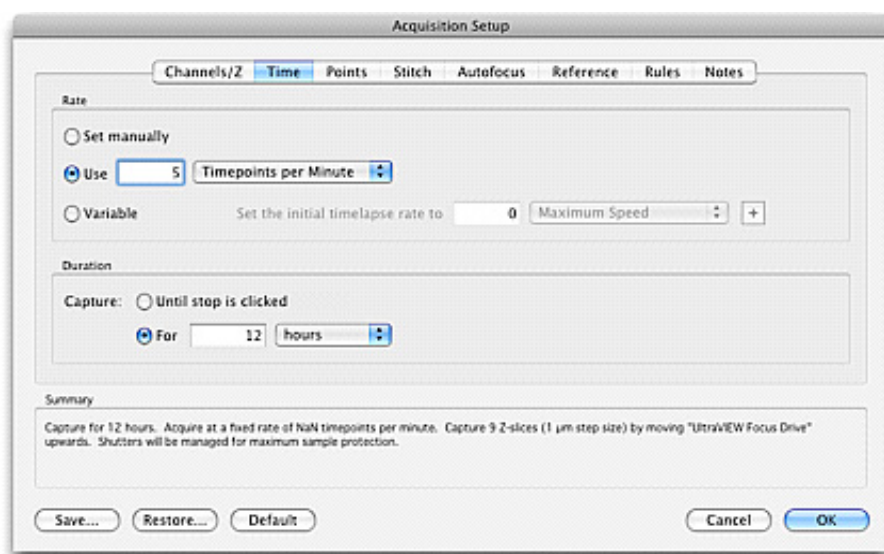 Acquisition Setup
Channels/Z Time Points Stitch Autofocus Reference Rules Notes
Rate
Set manually
Use 5 Timepoints per Minute
Variable Set the initial timelapse rate to 0 Maximum Speed +
Duration
Capture: Until stop is clicked
For 12 hours
Summary
Capture for 12 hours. Acquire at a fixed rate of NaN timepoints per minute. Capture 9 Z-slices (1 µm step size) by moving "UltraVIEW Focus Drive"
upwards. Shutters will be managed for maximum sample protection.
Save... Restore... Default Cancel OK